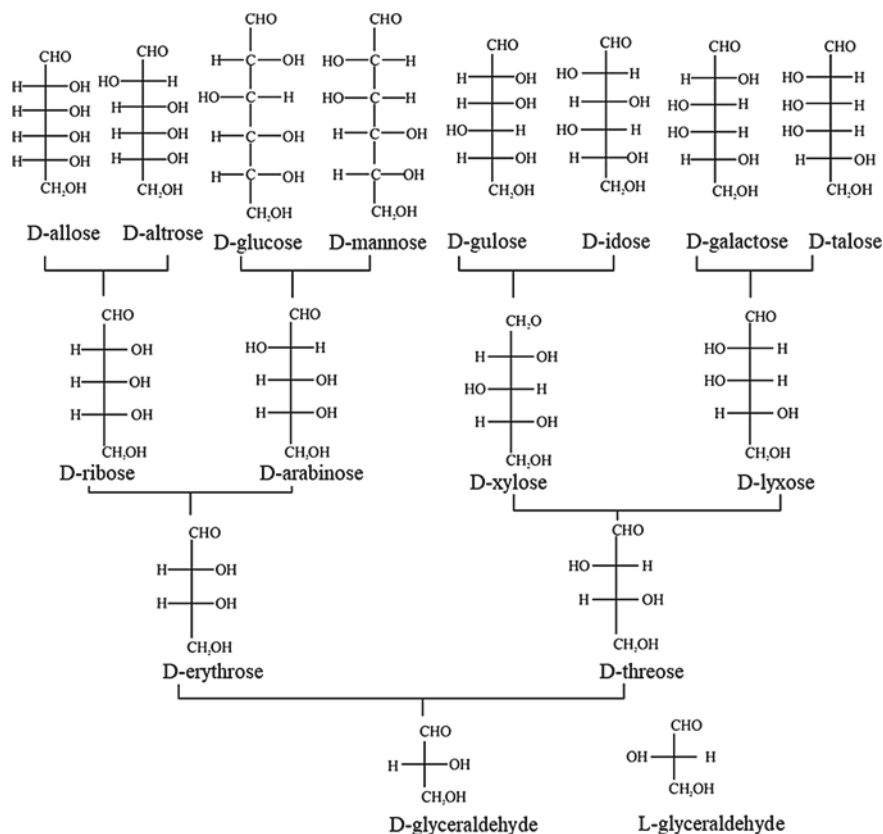 CHO
H OH
H OH
H OH
H OH
CH₂OH
D-allose
CHO
HO H
H OH
H OH
H OH
CH₂OH
D-altrose
CHO
H C OH
HO C H
H C OH
H C OH
CH₂OH
D-glucose
CHO
HO C H
HO C H
H C OH
H C OH
CH₂OH
D-mannose
CHO
H OH
H OH
HO H
H OH
CH₂OH
D-gulose
CHO
HO H
H OH
HO H
H OH
CH₂OH
D-idose
CHO
H OH
HO H
HO H
H OH
CH₂OH
D-galactose
CHO
HO H
HO H
HO H
H OH
CH₂OH
D-talose
CHO
H OH
H OH
H OH
CH₂OH
D-ribose
CHO
HO H
H OH
H OH
CH₂OH
D-arabinose
CH₂O
H OH
HO H
H OH
CH₂OH
D-xylose
CHO
HO H
HO H
H OH
CH₂OH
D-lyxose
CHO
H OH
H OH
CH₂OH
D-erythrose
CHO
HO H
H OH
CH₂OH
D-threose
CHO
H OH
CH₂OH
D-glyceraldehyde
CHO
OH H
CH₂OH
L-glyceraldehyde